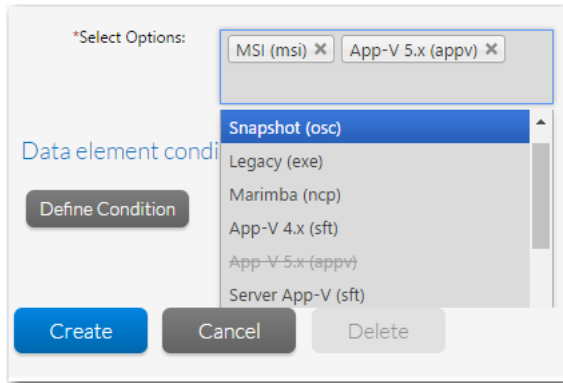 *Select Options:
MSI (msi) × App-V 5.x (appv) ×
Snapshot (osc)
Data element condi
Legacy (exe)
Marimba (ncp)
Define Condition
App-V 4.x (sft)
App-V 5.x (appv)
Server App-V (sft)
Create Cancel Delete